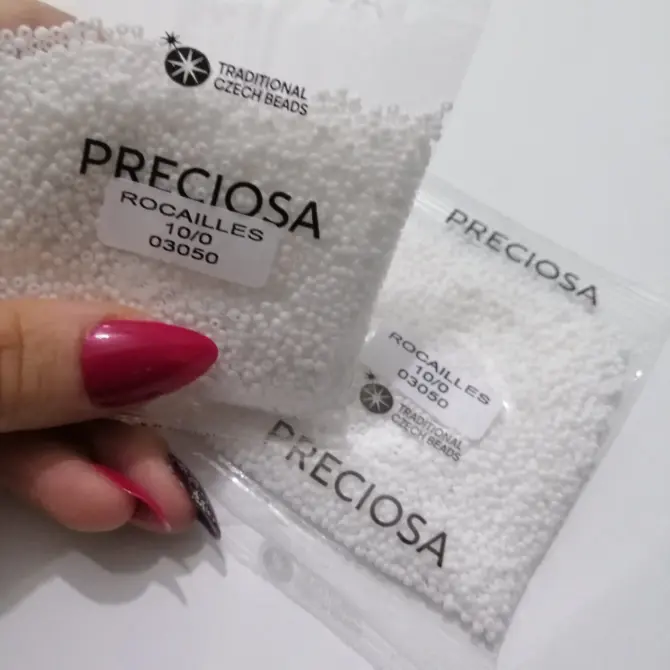 TRADITIONAL
CZECH BEADS
PRECIOSA
ROCAILLES
10/0
03050
PRECIOSA
ROCAILLES
10/0
03050
TRADITIONAL
CZECH BEADS
PRECIOSA